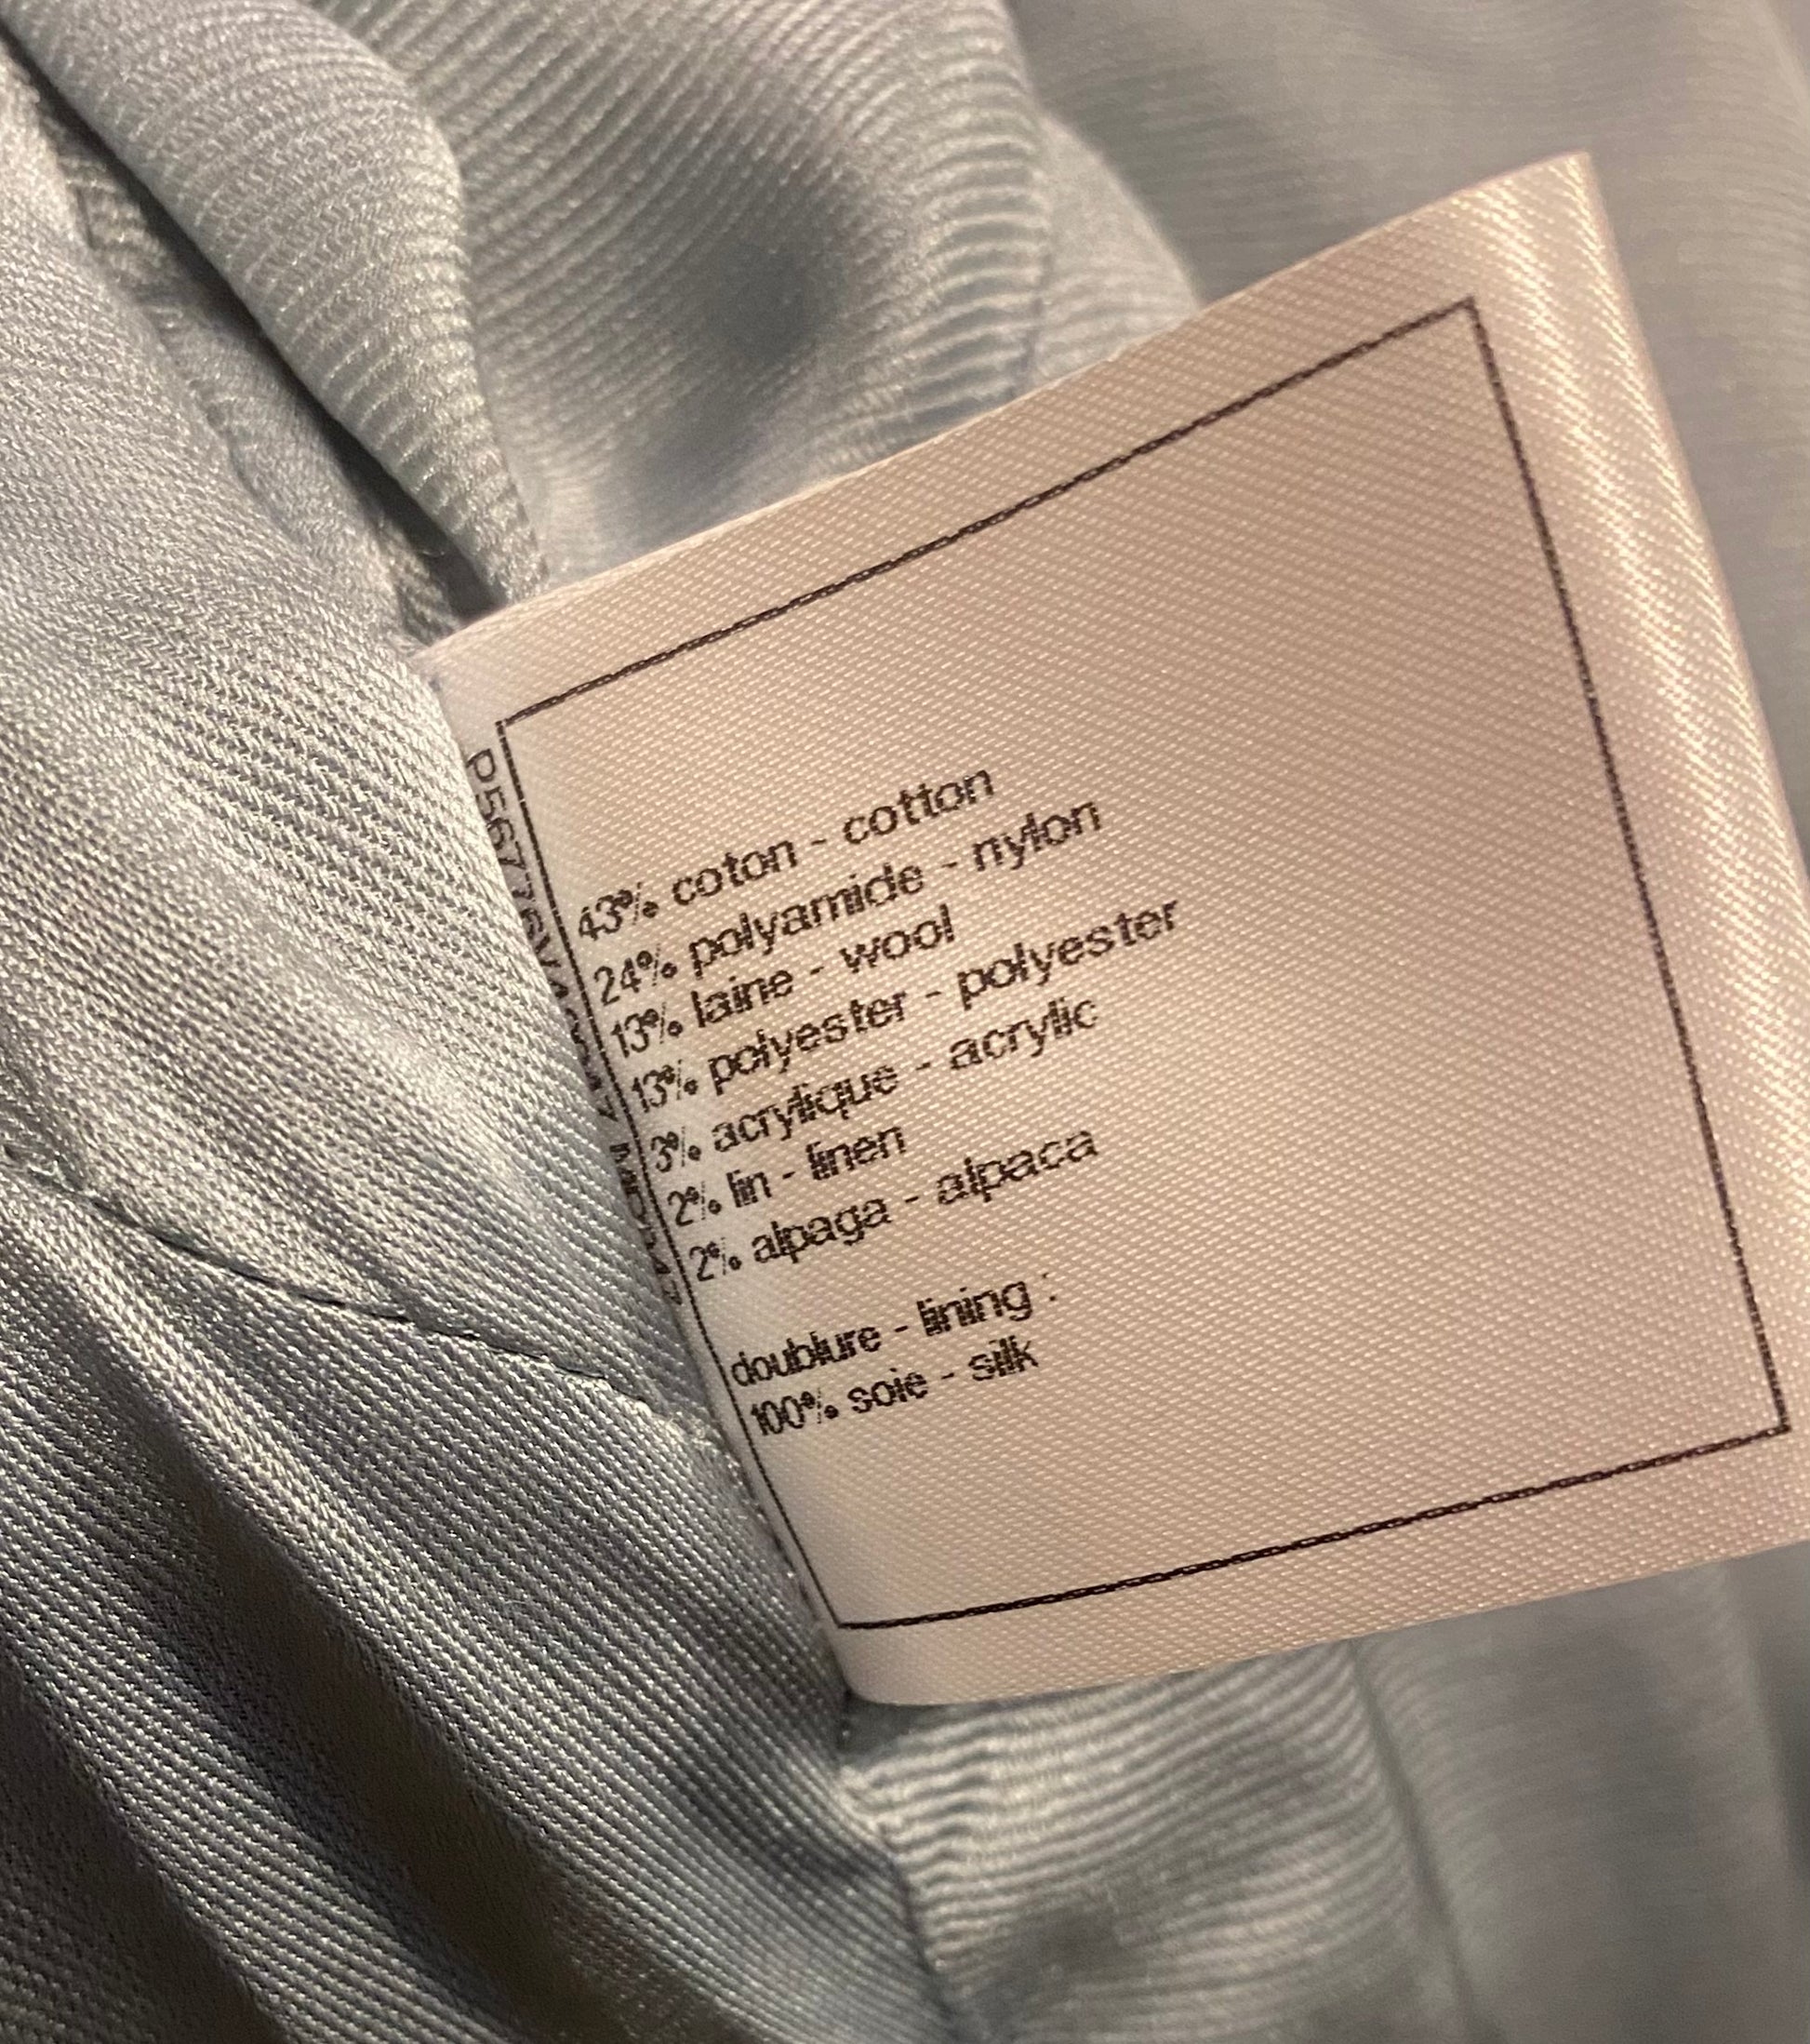 43% coton - cotton
24% polyamide - nylon
13% laine - wool
13% polyester - polyester
3% acrylique - acrylic
2% lin - linen
2% alpaga - alpaca
doublure - lining :
100% soie - silk